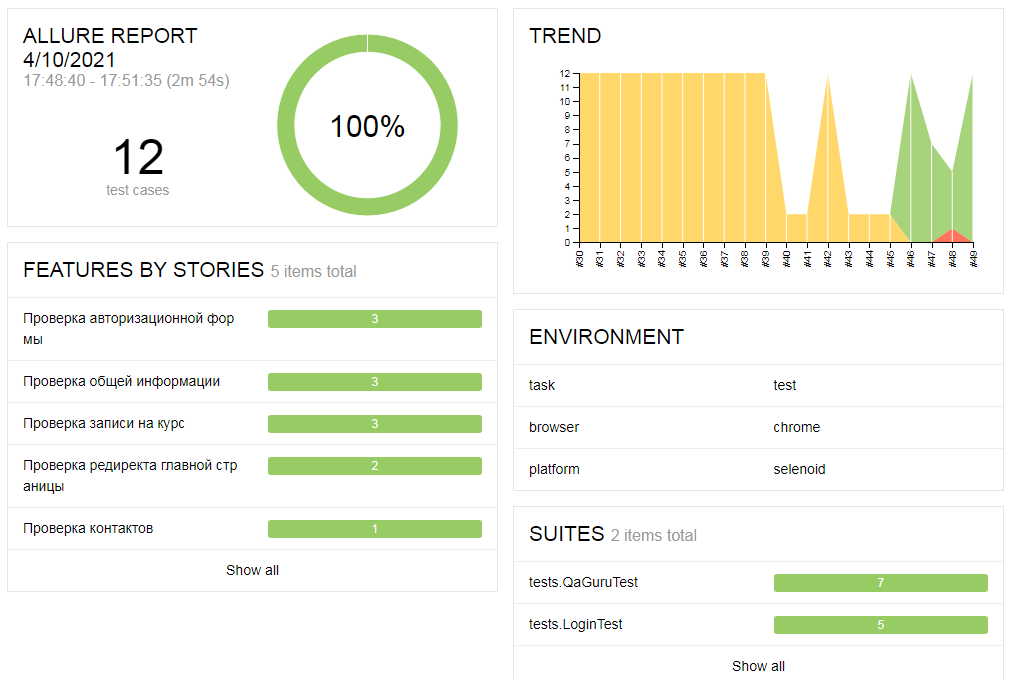 ALLURE REPORT
4/10/2021
17:48:40 - 17:51:35 (2m 54s)
12
test cases
100%
FEATURES BY STORIES 5 items total
Проверка авторизационной фор
мы
3
Проверка общей информации
3
Проверка записи на курс
3
Проверка редиректа главной стр
аницы
2
Проверка контактов
1
Show all
TREND
12
11
10
9
8
7
6
5
4
3
2
1
0
#30
#31
#32
#33
#34
#35
#36
#37
#38
#39
#40
#41
#42
#43
#44
#45
#46
#47
#48
#49
ENVIRONMENT
task test
browser chrome
platform selenoid
SUITES 2 items total
tests.QaGuruTest 7
tests.LoginTest 5
Show all